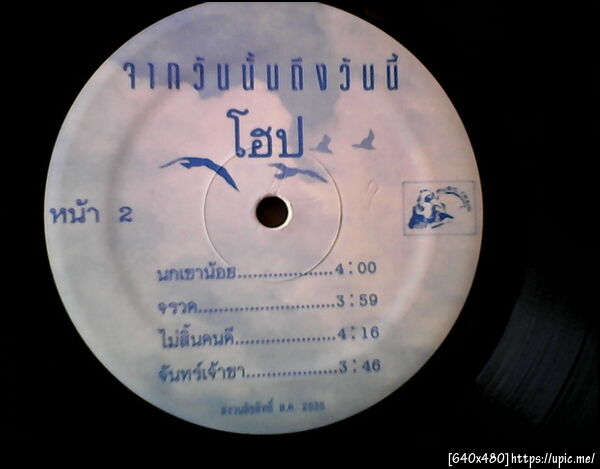 จากวันนั้นถึงวันนี้
โฮป
หน้า 2
นกเขาน้อย...................4:00
จรวด...........................3:59
ไม่สิ้นคนดี....................4:16
จันทร์เจ้าขา.................3:46
สงวนลิขสิทธิ์ ม.ค. 2535
[640x480]https://upic.me/